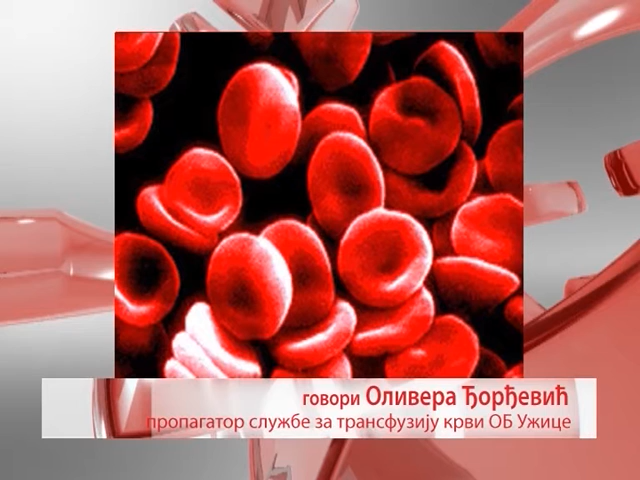 говори Оливера Ђорђевић
пропагатор службе за трансфузију крви ОБ Ужице